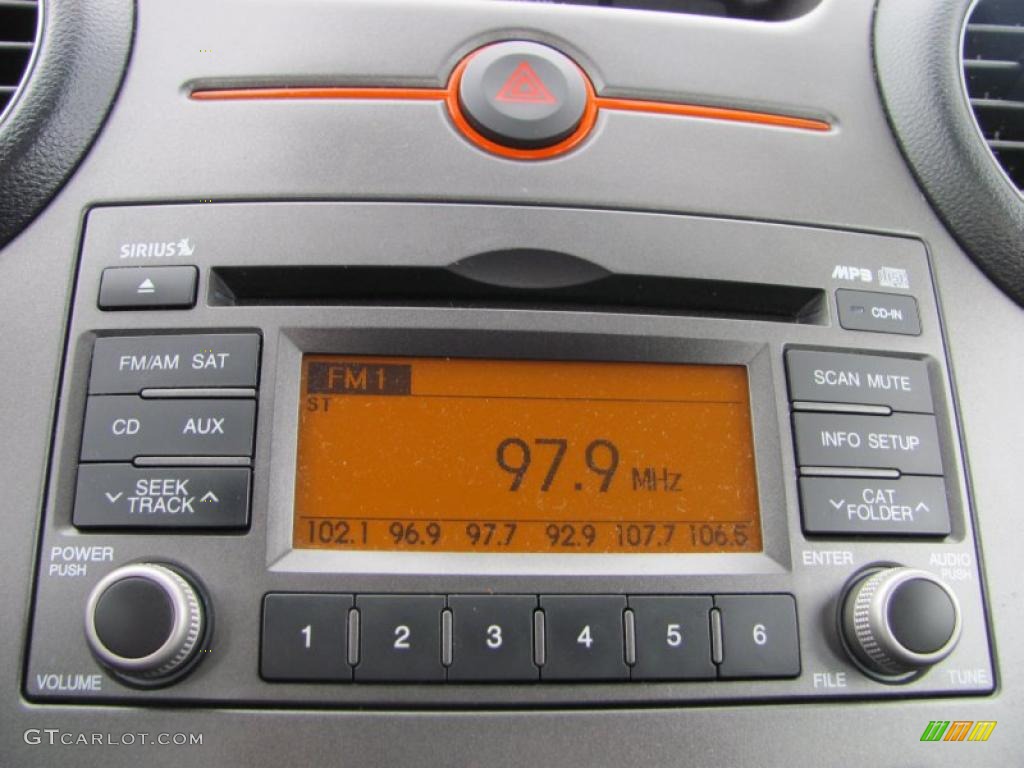 SIRIUS
MP3
CD-IN
FM/AM SAT
CD AUX
SEEK
TRACK
FM 1
ST
97.9 MHz
102.1 96.9 97.7 92.9 107.7 106.5
SCAN MUTE
INFO SETUP
CAT
FOLDER
POWER
PUSH
VOLUME
1 2 3 4 5 6
ENTER
AUDIO
PUSH
FILE
TUNE
GTCARLOT.COM